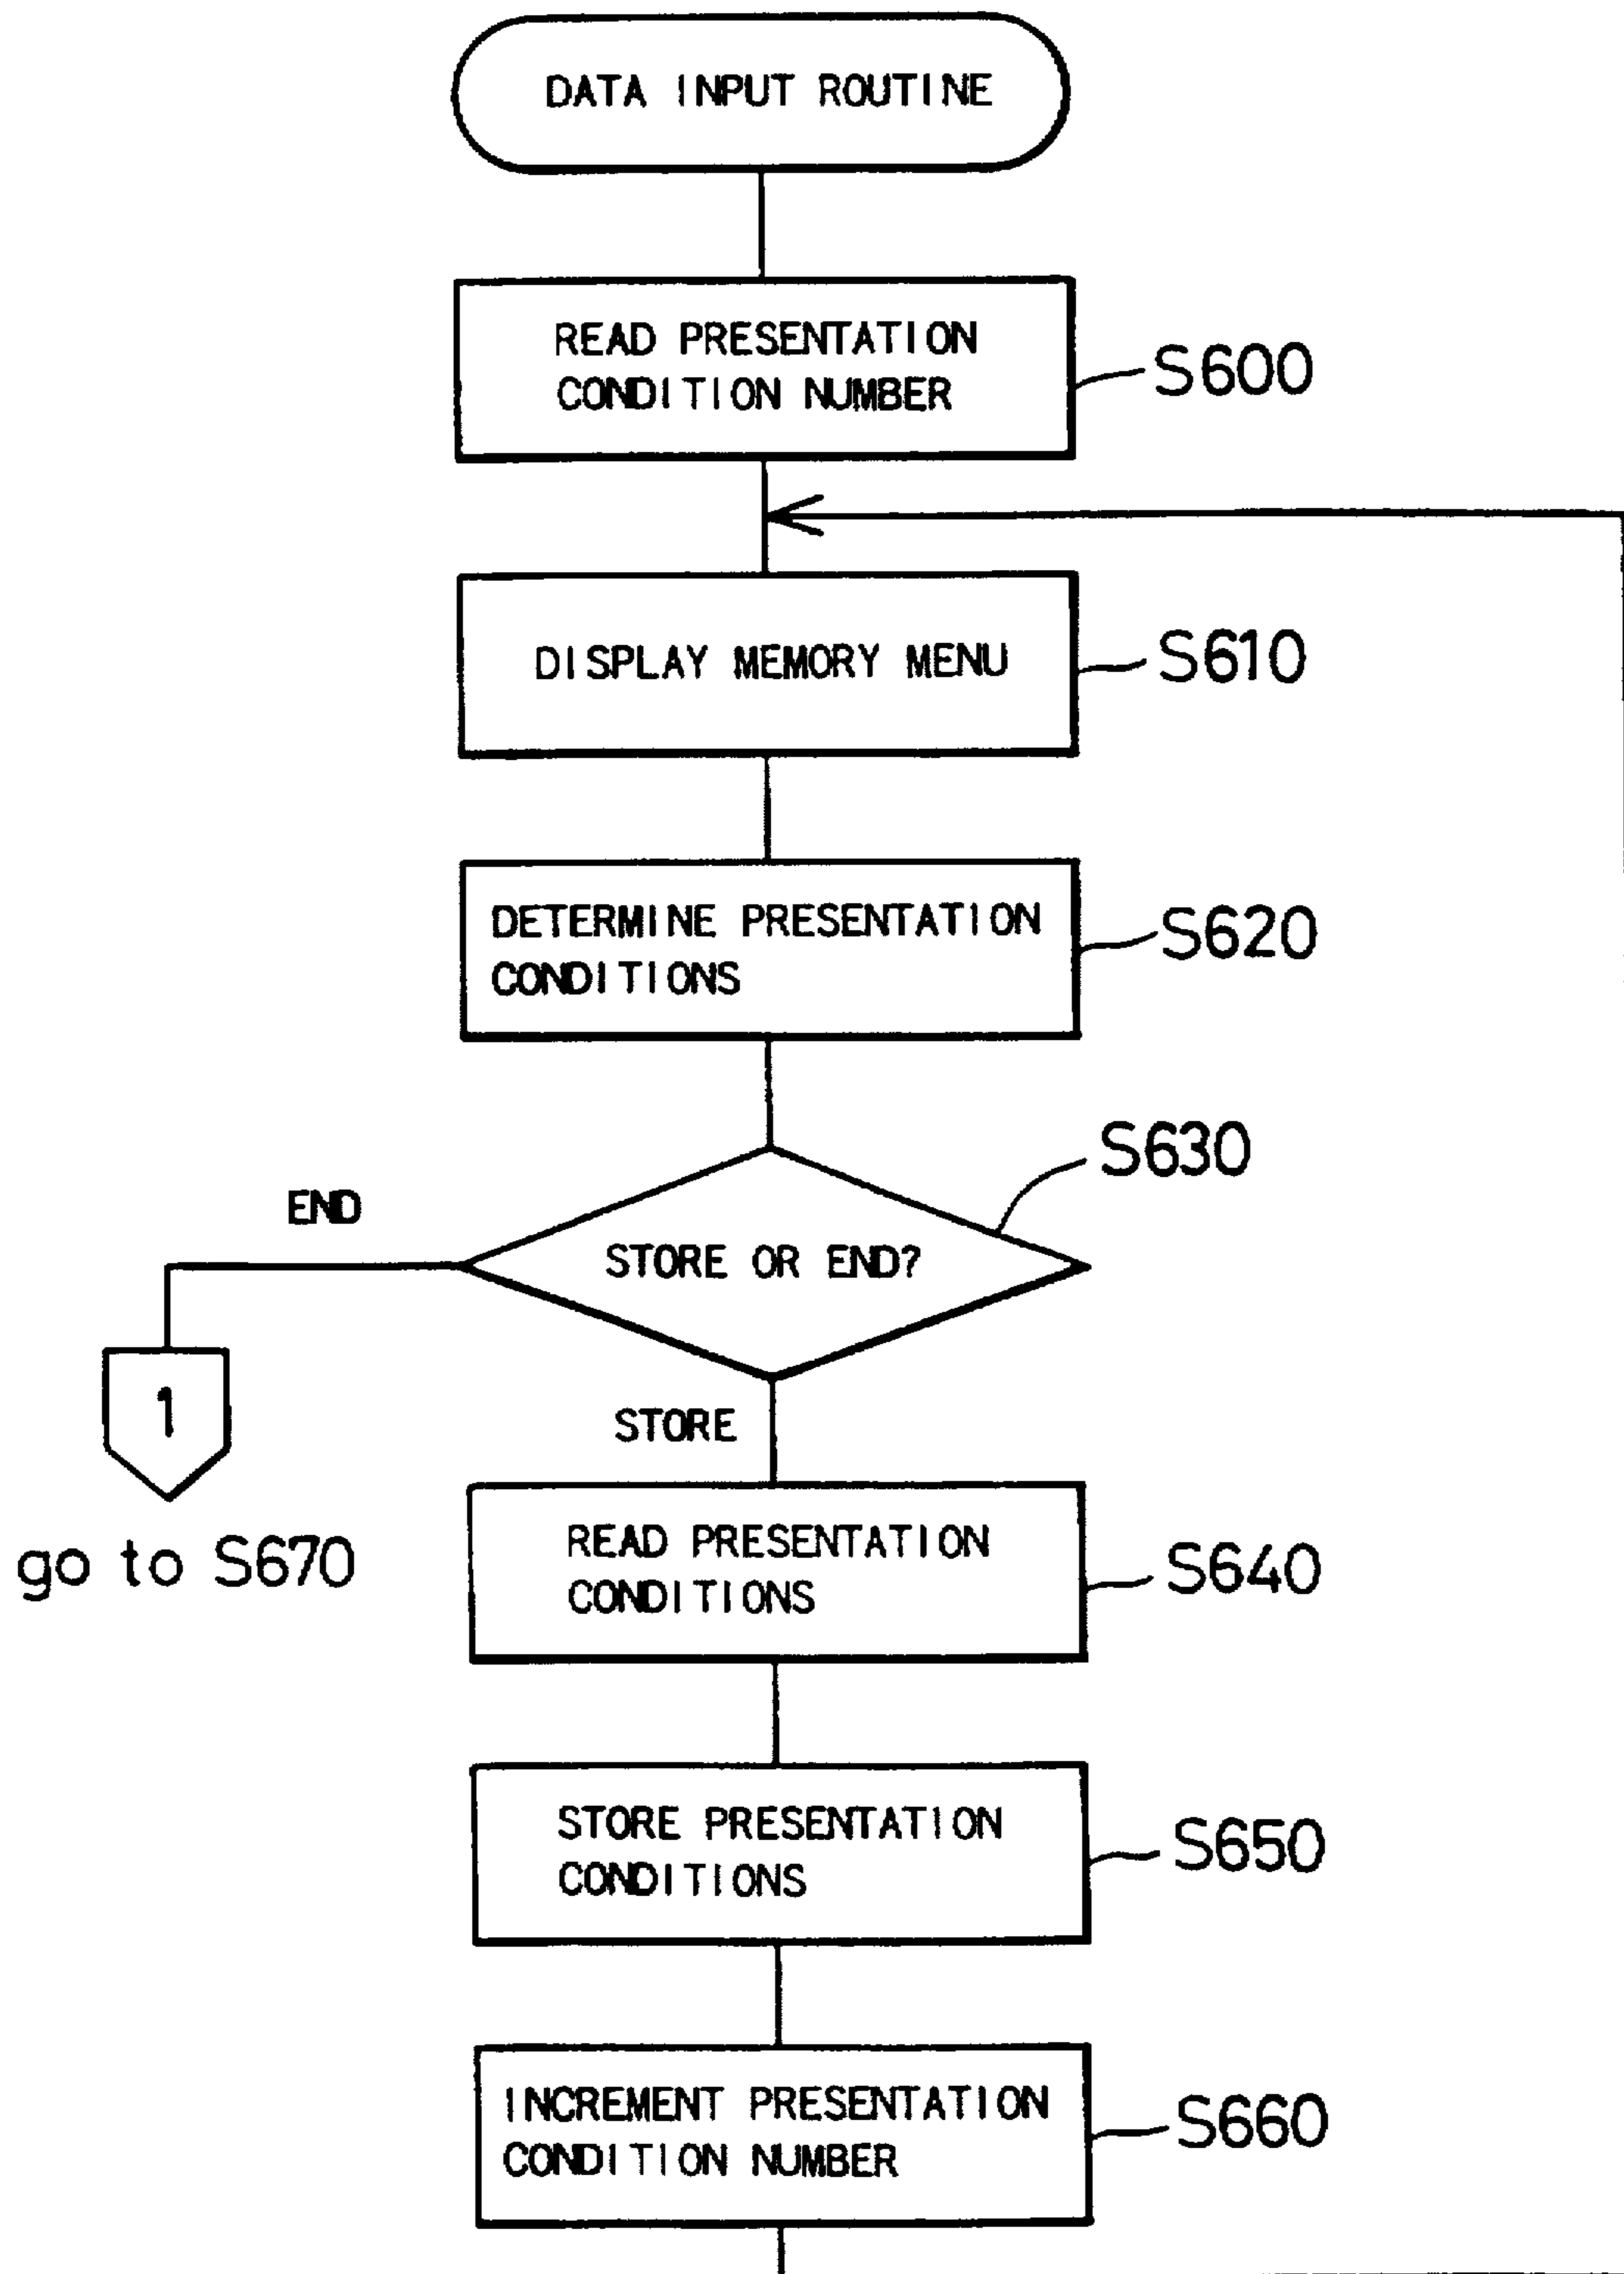 DATA INPUT ROUTINE
READ PRESENTATION
CONDITION NUMBER
S600
DISPLAY MEMORY MENU
S610
DETERMINE PRESENTATION
CONDITIONS
S620
S630
END
STORE OR END?
1
STORE
go to S670
READ PRESENTATION
CONDITIONS
S640
STORE PRESENTATION
CONDITIONS
S650
INCREMENT PRESENTATION
CONDITION NUMBER
S660